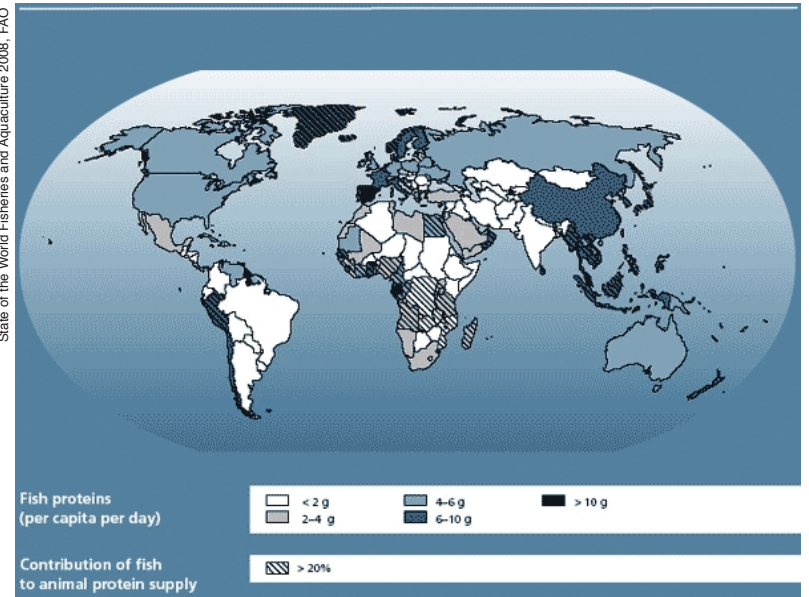 State of the World Fisheries and Aquaculture 2008, FAO
Fish proteins
(per capita per day)
< 2 g
4–6 g
> 10 g
2–4 g
6–10 g
Contribution of fish
to animal protein supply
> 20%